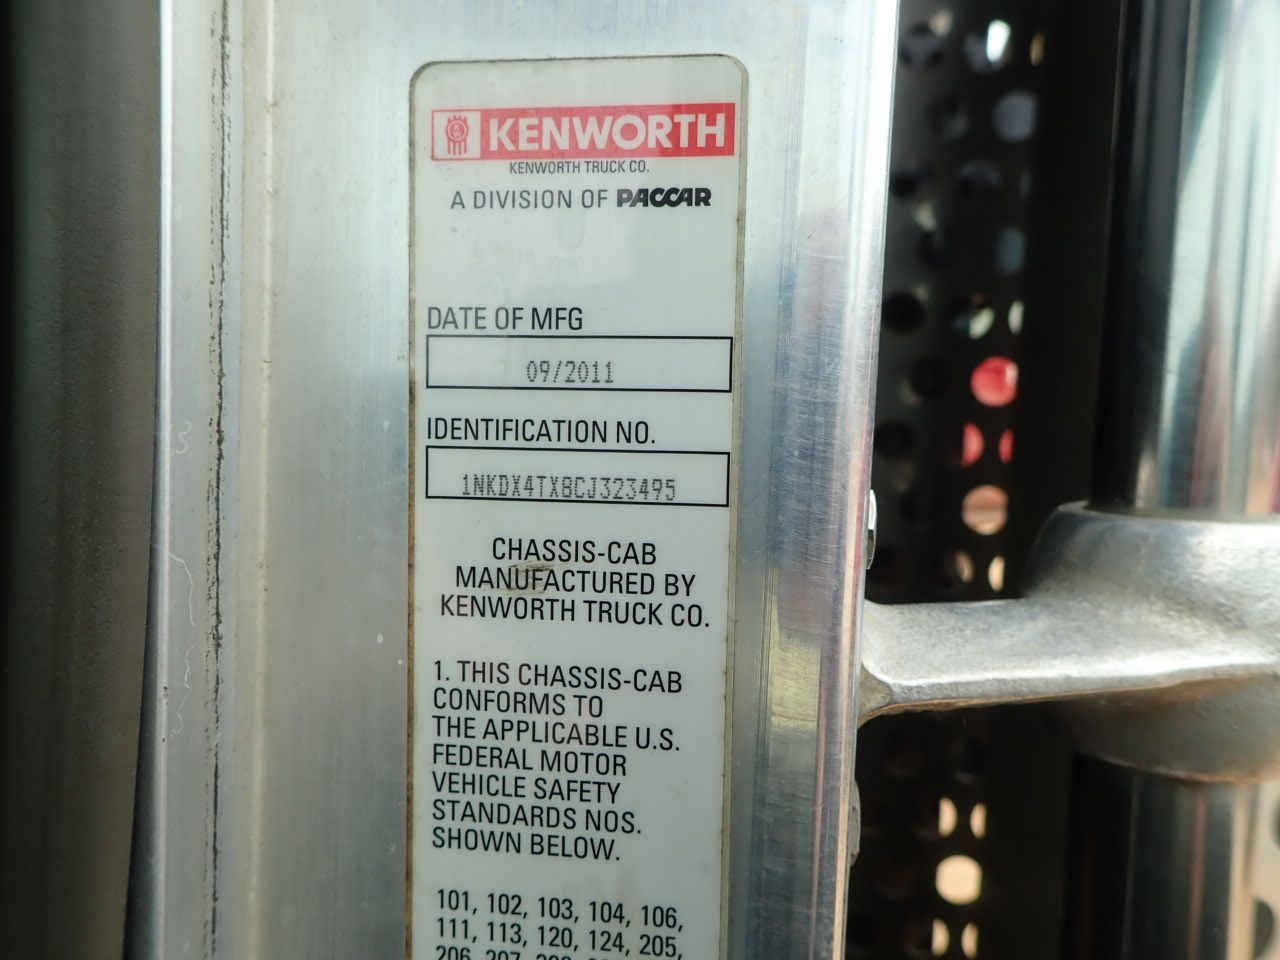 KENWORTH
KENWORTH TRUCK CO.
A DIVISION OF PACCAR
DATE OF MFG
09/2011
IDENTIFICATION NO.
1NKDX4TX8CJ323495
CHASSIS-CAB
MANUFACTURED BY
KENWORTH TRUCK CO.
1. THIS CHASSIS-CAB
CONFORMS TO
THE APPLICABLE U.S.
FEDERAL MOTOR
VEHICLE SAFETY
STANDARDS NOS.
SHOWN BELOW.
101, 102, 103, 104, 106,
111, 113, 120, 124, 205,
206, 207,